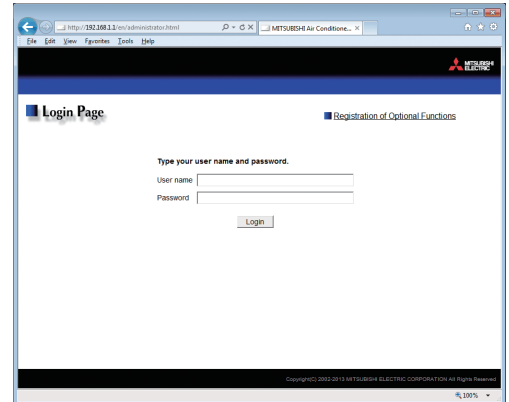 http://192.168.1.1/en/administrator.html
MITSUBISHI Air Conditione...
File Edit View Favorites Tools Help
MITSUBISHI
ELECTRIC
Login Page
Registration of Optional Functions
Type your user name and password.
User name
Password
Login
Copyright(C) 2002-2013 MITSUBISHI ELECTRIC CORPORATION All Rights Reserved
100%